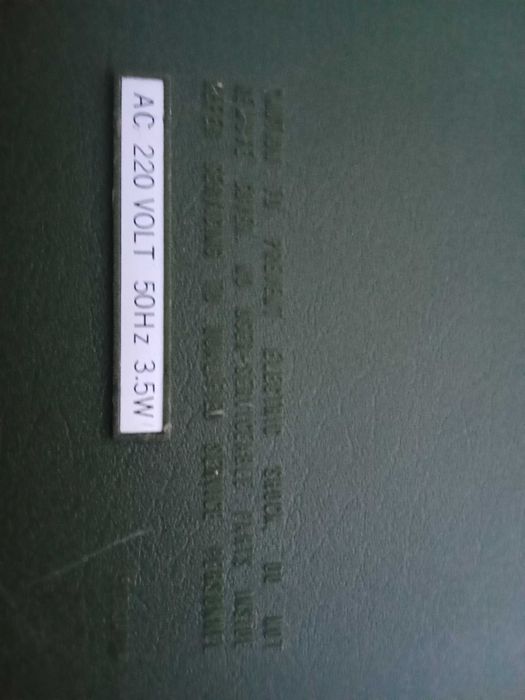 TO PREVENT ELECTRIC SHOCK, DO NOT
REMOVE COVER. NO USER-SERVICEABLE PARTS INSIDE
REFER SERVICING TO QUALIFIED SERVICE PERSONNEL
AC 220 VOLT 50Hz 3.5W